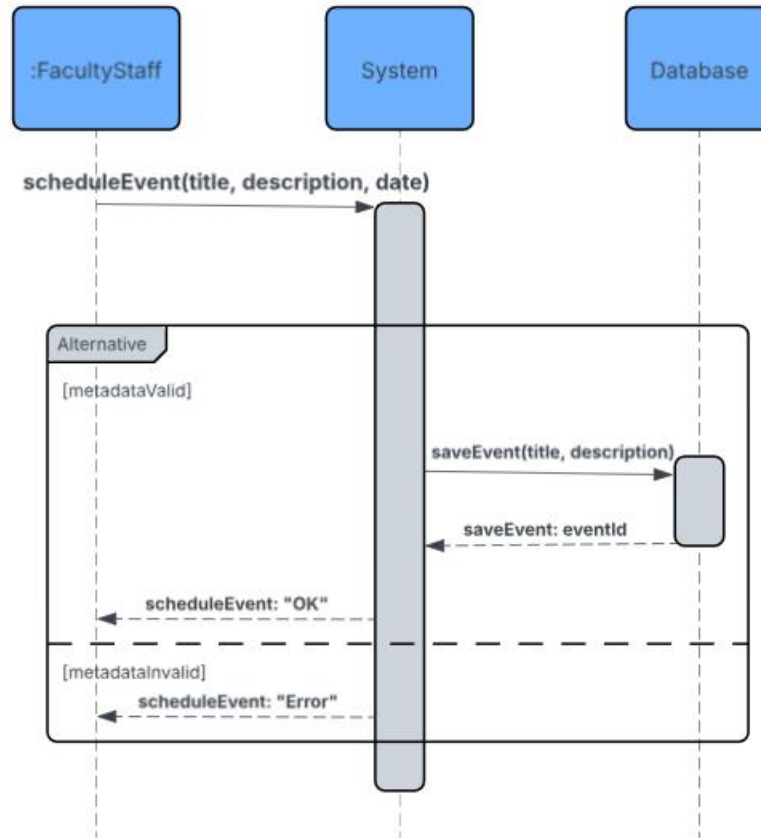 :FacultyStaff
System
Database
scheduleEvent(title, description, date)
Alternative
[metadataValid]
saveEvent(title, description)
saveEvent: eventId
scheduleEvent: "OK"
[metadataInvalid]
scheduleEvent: "Error"